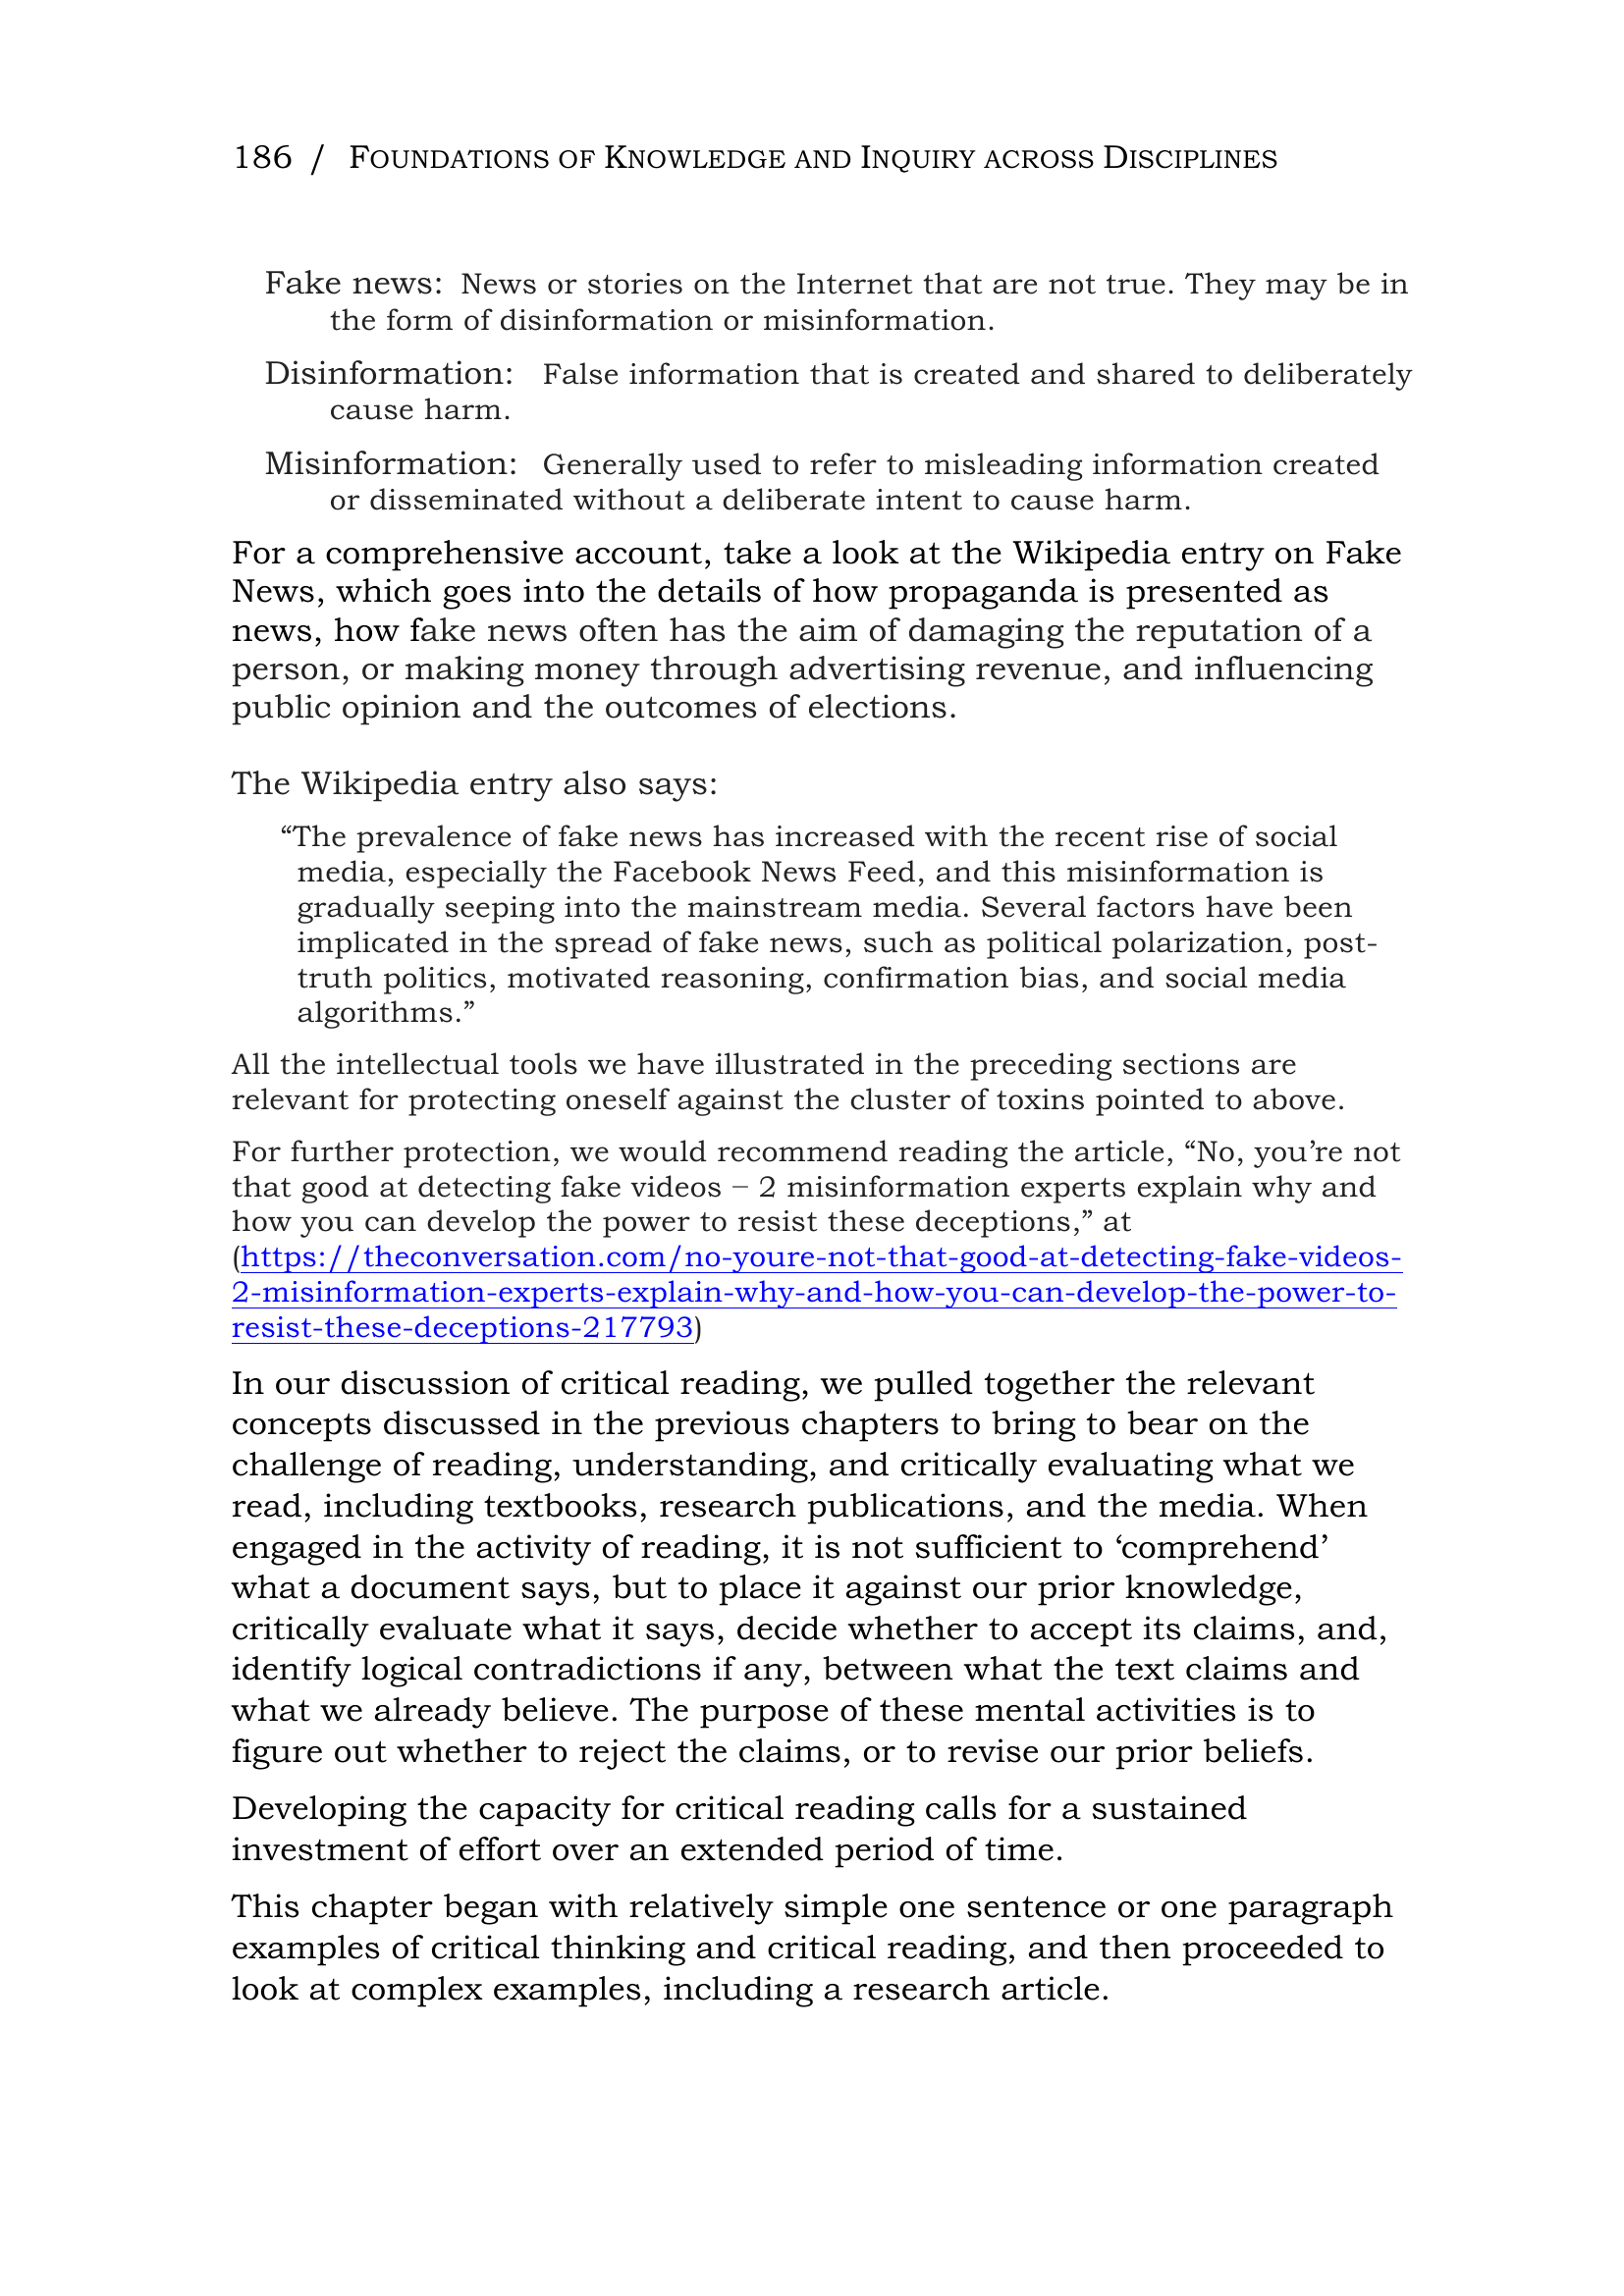 186 / FOUNDATIONS OF KNOWLEDGE AND INQUIRY ACROSS DISCIPLINES
Fake news: News or stories on the Internet that are not true. They may be in
the form of disinformation or misinformation.
Disinformation: False information that is created and shared to deliberately
cause harm.
Misinformation: Generally used to refer to misleading information created
or disseminated without a deliberate intent to cause harm.
For a comprehensive account, take a look at the Wikipedia entry on Fake
News, which goes into the details of how propaganda is presented as
news, how fake news often has the aim of damaging the reputation of a
person, or making money through advertising revenue, and influencing
public opinion and the outcomes of elections.
The Wikipedia entry also says:
“The prevalence of fake news has increased with the recent rise of social
media, especially the Facebook News Feed, and this misinformation is
gradually seeping into the mainstream media. Several factors have been
implicated in the spread of fake news, such as political polarization, post-
truth politics, motivated reasoning, confirmation bias, and social media
algorithms.”
All the intellectual tools we have illustrated in the preceding sections are
relevant for protecting oneself against the cluster of toxins pointed to above.
For further protection, we would recommend reading the article, “No, you’re not
that good at detecting fake videos – 2 misinformation experts explain why and
how you can develop the power to resist these deceptions,” at
(https://theconversation.com/no-youre-not-that-good-at-detecting-fake-videos-
2-misinformation-experts-explain-why-and-how-you-can-develop-the-power-to-
resist-these-deceptions-217793)
In our discussion of critical reading, we pulled together the relevant
concepts discussed in the previous chapters to bring to bear on the
challenge of reading, understanding, and critically evaluating what we
read, including textbooks, research publications, and the media. When
engaged in the activity of reading, it is not sufficient to ‘comprehend’
what a document says, but to place it against our prior knowledge,
critically evaluate what it says, decide whether to accept its claims, and,
identify logical contradictions if any, between what the text claims and
what we already believe. The purpose of these mental activities is to
figure out whether to reject the claims, or to revise our prior beliefs.
Developing the capacity for critical reading calls for a sustained
investment of effort over an extended period of time.
This chapter began with relatively simple one sentence or one paragraph
examples of critical thinking and critical reading, and then proceeded to
look at complex examples, including a research article.